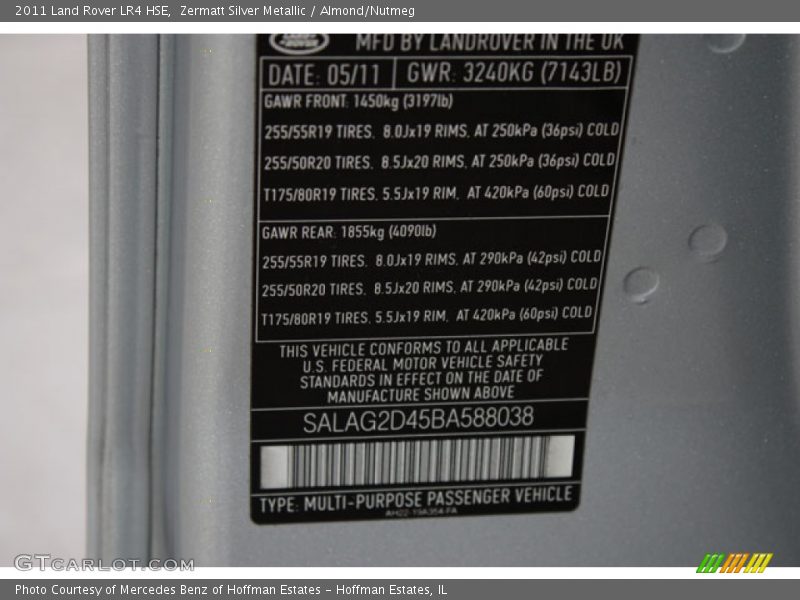 2011 Land Rover LR4 HSE, Zermatt Silver Metallic / Almond/Nutmeg
MFD BY LANDROVER IN THE UK
DATE: 05/11 GWR: 3240KG (7143LB)
GAWR FRONT: 1450kg (3197lb)
255/55R19 TIRES. 8.0Jx19 RIMS. AT 250kPa (36psi) COLD
255/50R20 TIRES. 8.5Jx20 RIMS. AT 250kPa (36psi) COLD
T175/80R19 TIRES. 5.5Jx19 RIM. AT 420kPa (60psi) COLD
GAWR REAR: 1855kg (4090lb)
255/55R19 TIRES. 8.0Jx19 RIMS. AT 290kPa (42psi) COLD
255/50R20 TIRES. 8.5Jx20 RIMS. AT 290kPa (42psi) COLD
T175/80R19 TIRES. 5.5Jx19 RIM. AT 420kPa (60psi) COLD
THIS VEHICLE CONFORMS TO ALL APPLICABLE
U.S. FEDERAL MOTOR VEHICLE SAFETY
STANDARDS IN EFFECT ON THE DATE OF
MANUFACTURE SHOWN ABOVE
SALAG2D45BA588038
TYPE: MULTI-PURPOSE PASSENGER VEHICLE
GTCARLOT.COM
Photo Courtesy of Mercedes Benz of Hoffman Estates - Hoffman Estates, IL